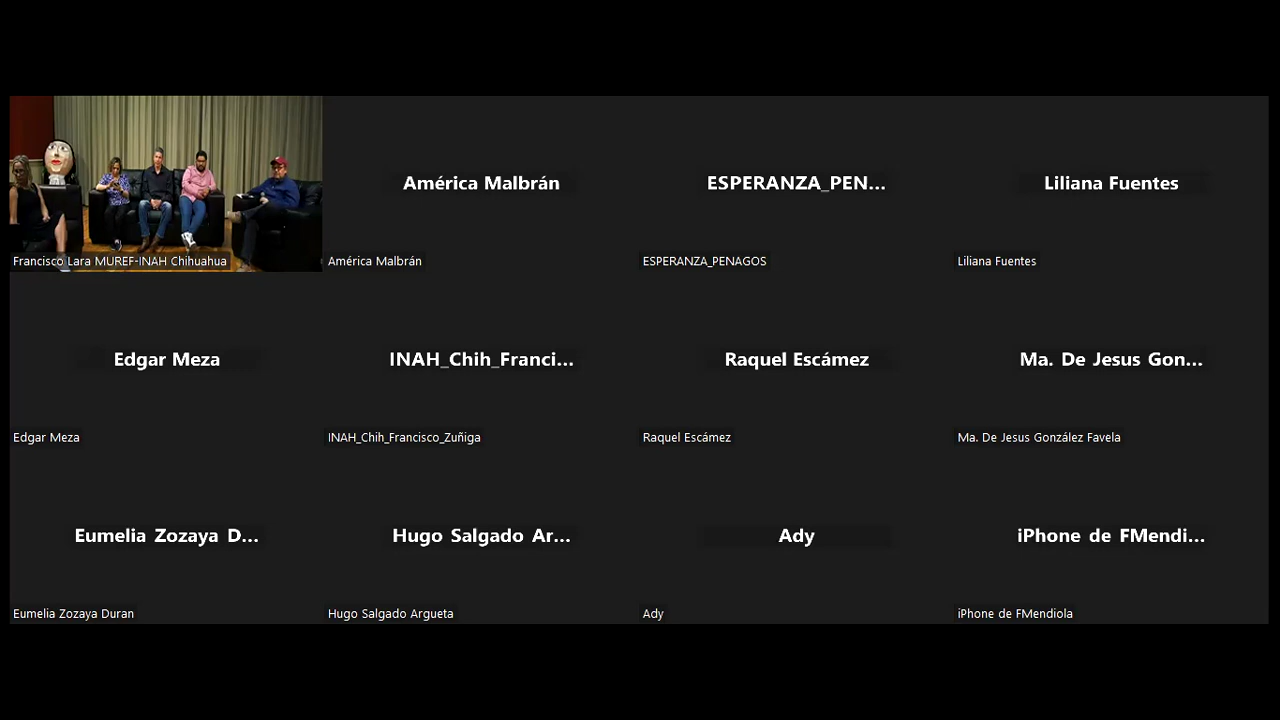 América Malbrán
ESPERANZA_PEN...
Liliana Fuentes
Francisco Lara MUREF-INAH Chihuahua
América Malbrán
ESPERANZA_PENAGOS
Liliana Fuentes
Edgar Meza
INAH_Chih_Franci...
Raquel Escámez
Ma. De Jesus Gon...
Edgar Meza
INAH_Chih_Francisco_Zuñiga
Raquel Escámez
Ma. De Jesus González Favela
Eumelia Zozaya D...
Hugo Salgado Ar...
Ady
iPhone de FMendi...
Eumelia Zozaya Duran
Hugo Salgado Argueta
Ady
iPhone de FMendiola